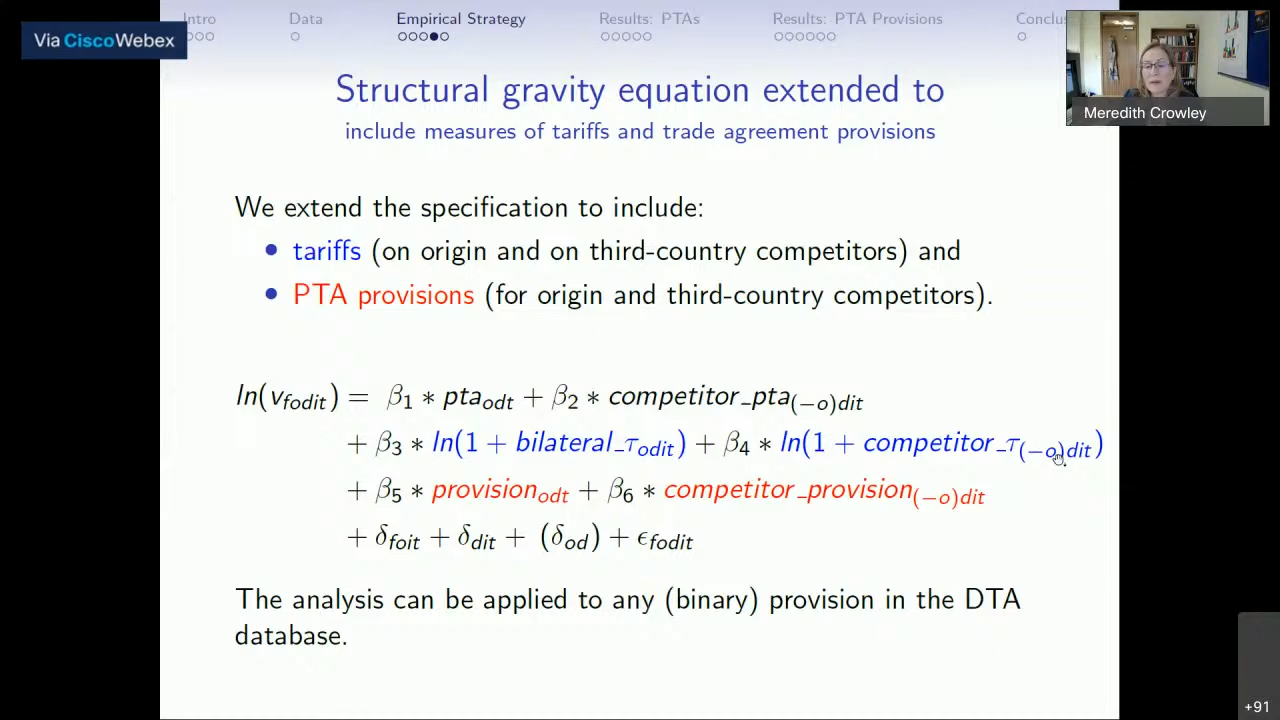 Intro Data Empirical Strategy Results: PTAs Results: PTA Provisions Conclus
Via CiscoWebex
Meredith Crowley
Structural gravity equation extended to
include measures of tariffs and trade agreement provisions
We extend the specification to include:
• tariffs (on origin and on third-country competitors) and
• PTA provisions (for origin and third-country competitors).
ln(v_fodit) = β₁ * pta_odt + β₂ * competitor_pta_(−o)dit
+ β₃ * ln(1 + bilateral_τ_odit) + β₄ * ln(1 + competitor_τ_(−o)dit)
+ β₅ * provision_odt + β₆ * competitor_provision_(−o)dit
+ δ_foit + δ_dit + (δ_od) + ϵ_fodit
The analysis can be applied to any (binary) provision in the DTA
database.
+91